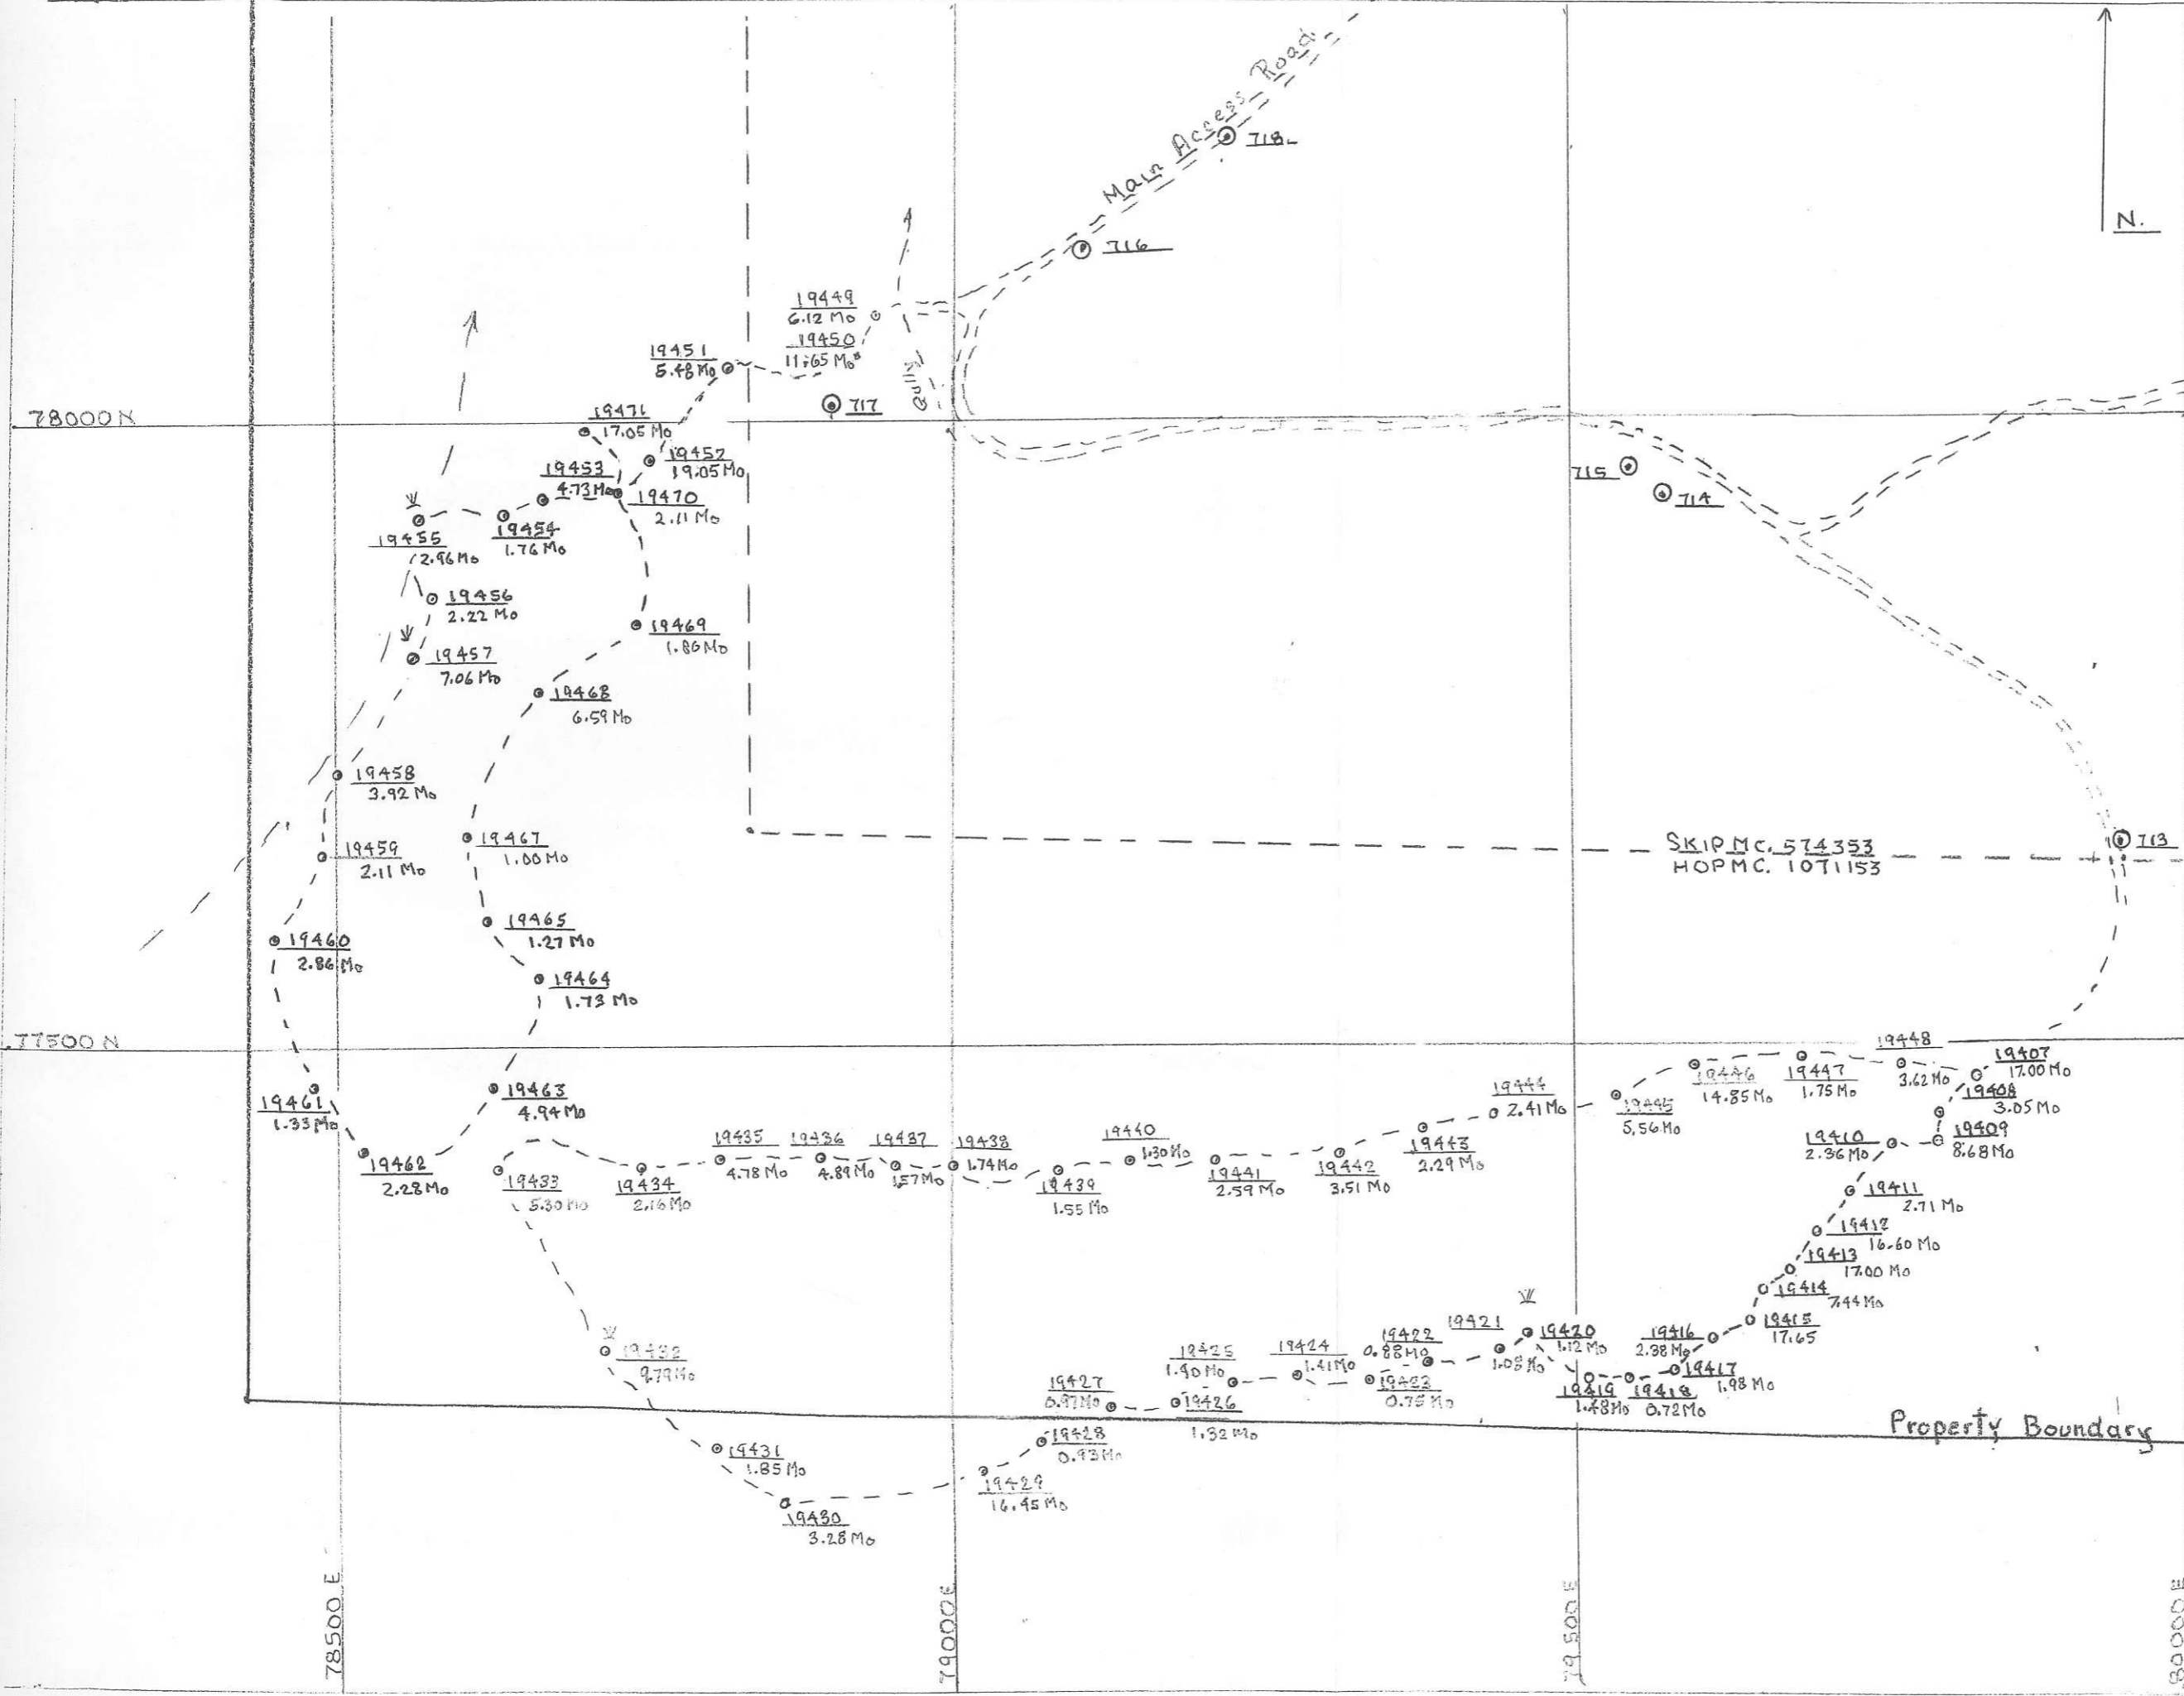 Main Access Road
718
N.
716
19449
6.12 Mo
19450
11.65 Mo
19451
5.48 Mo
Gully
717
78000 N
19471
17.05 Mo
19452
19.05 Mo
19453
4.73 Mo
19470
2.11 Mo
715
714
19454
1.76 Mo
19455
2.96 Mo
19456
2.22 Mo
19457
7.06 Mo
19469
1.86 Mo
19468
6.59 Mo
19458
3.92 Mo
19467
1.00 Mo
19459
2.11 Mo
SKIP MC. 574353
HOP MC. 1071153
713
19465
1.27 Mo
19460
2.86 Mo
19464
1.73 Mo
77500 N
19448
3.62 Mo
19407
17.00 Mo
19446
14.85 Mo
19447
1.75 Mo
19408
3.05 Mo
19463
4.94 Mo
19461
1.33 Mo
19444
2.41 Mo
19445
5.56 Mo
19409
8.68 Mo
19410
2.36 Mo
19462
2.28 Mo
19433
5.30 Mo
19434
2.16 Mo
19435
4.78 Mo
19436
4.89 Mo
19437
1.57 Mo
19438
1.74 Mo
19439
1.55 Mo
19440
1.30 Mo
19441
2.59 Mo
19442
3.51 Mo
19443
2.29 Mo
19411
2.71 Mo
19412
16.60 Mo
19413
17.00 Mo
19414
7.44 Mo
19415
17.65
19416
2.38 Mo
19417
1.98 Mo
19418
0.72 Mo
19419
1.48 Mo
19420
1.12 Mo
19421
1.08 Mo
19422
0.88 Mo
19423
0.75 Mo
19424
1.41 Mo
19425
1.40 Mo
19426
1.32 Mo
19427
0.97 Mo
19428
0.93 Mo
19432
9.79 Mo
19431
1.85 Mo
19429
16.45 Mo
19430
3.28 Mo
Property Boundary
78500 E
79000 E
79500 E
80000 E